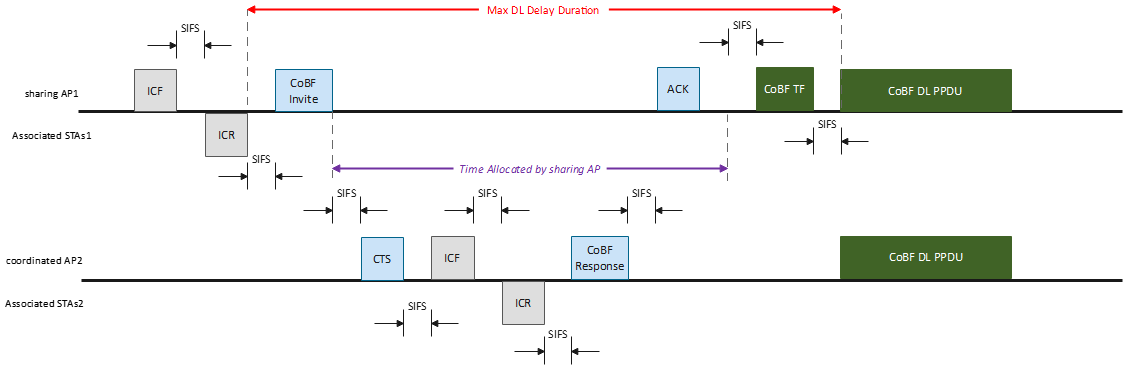 Max DL Delay Duration
SIFS
SIFS
sharing AP1
ICF
CoBF
Invite
ACK
CoBF TF
CoBF DL PPDU
Associated STAs1
ICR
SIFS
SIFS
Time Allocated by sharing AP
SIFS
SIFS
SIFS
coordinated AP2
CTS
ICF
CoBF
Response
CoBF DL PPDU
Associated STAs2
ICR
SIFS
SIFS